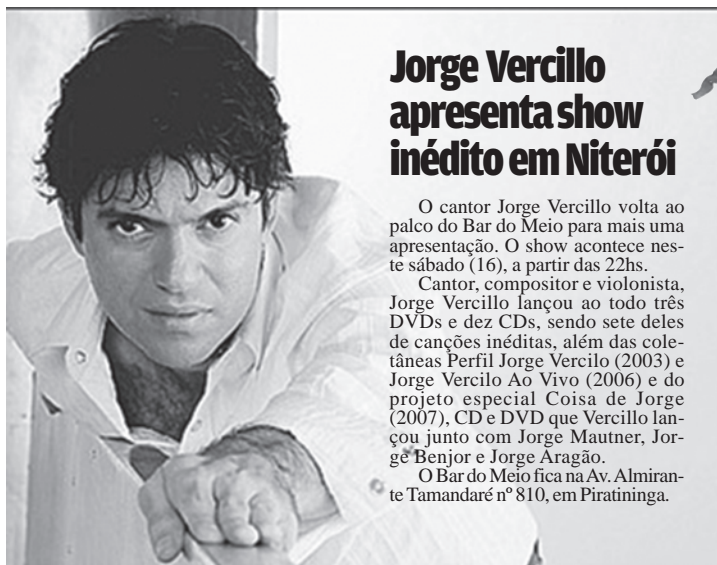 Jorge Vercillo
apresenta show
inédito em Niterói
O cantor Jorge Vercillo volta ao
palco do Bar do Meio para mais uma
apresentação. O show acontece nes-
te sábado (16), a partir das 22hs.
Cantor, compositor e violonista,
Jorge Vercillo lançou ao todo três
DVDs e dez CDs, sendo sete deles
de canções inéditas, além das cole-
tâneas Perfil Jorge Vercilo (2003) e
Jorge Vercilo Ao Vivo (2006) e do
projeto especial Coisa de Jorge
(2007), CD e DVD que Vercillo lan-
çou junto com Jorge Mautner, Jor-
ge Benjor e Jorge Aragão.
O Bar do Meio fica na Av. Almiran-
te Tamandaré nº 810, em Piratininga.